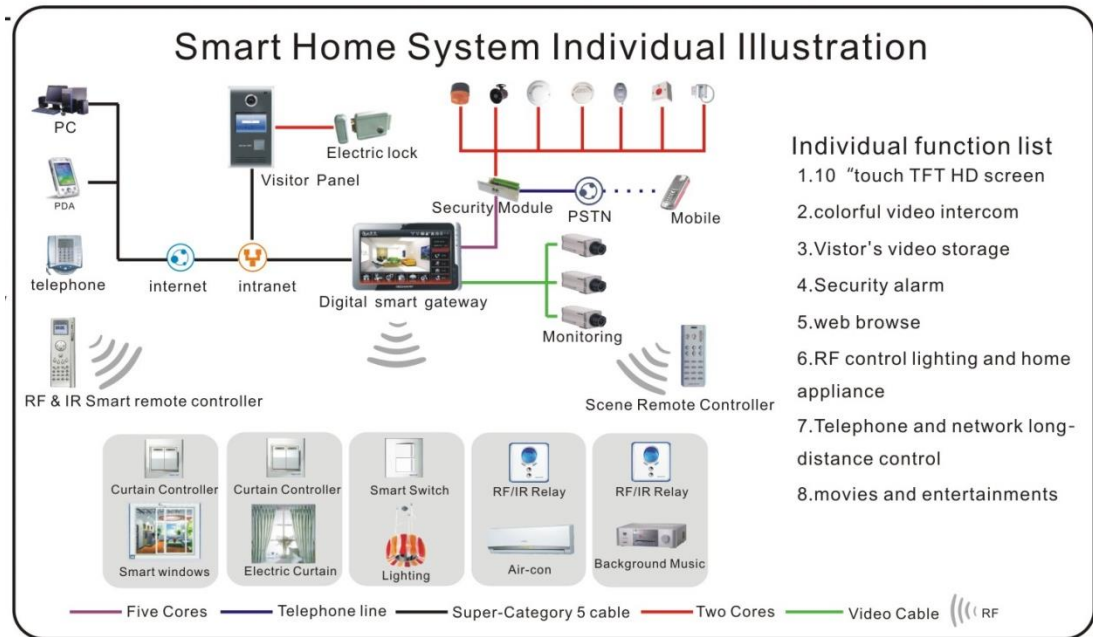 Smart Home System Individual Illustration
PC
PDA
telephone
internet
intranet
Visitor Panel
Electric lock
Digital smart gateway
Security Module
PSTN
Mobile
Monitoring
RF & IR Smart remote controller
Scene Remote Controller
Individual function list
1.10 “touch TFT HD screen
2.colorful video intercom
3.Vistor's video storage
4.Security alarm
5.web browse
6.RF control lighting and home
appliance
7.Telephone and network long-
distance control
8.movies and entertainments
Curtain Controller
Smart windows
Curtain Controller
Electric Curtain
Smart Switch
Lighting
RF/IR Relay
Air-con
RF/IR Relay
Background Music
Five Cores
Telephone line
Super-Category 5 cable
Two Cores
Video Cable
RF